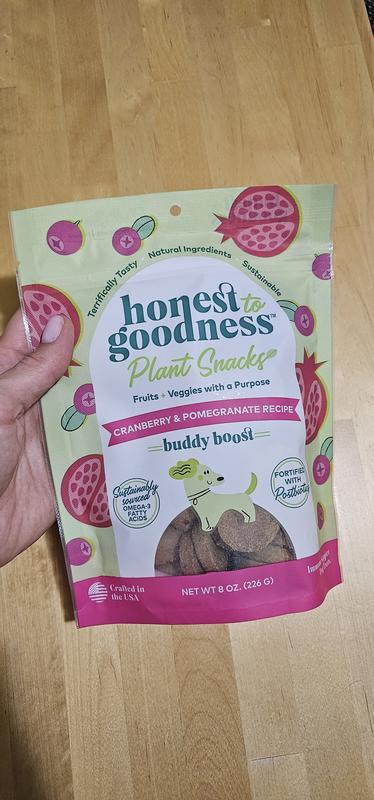 Terrifically Tasty Natural Ingredients Sustainable
honest to
goodness™
Plant Snacks
Fruits + Veggies with a Purpose
CRANBERRY & POMEGRANATE RECIPE
buddy boost
Sustainably
sourced
OMEGA-3
FATTY
ACIDS
FORTIFIED
WITH
Postbiotics
Crafted in
the USA
NET WT 8 OZ. (226 G)